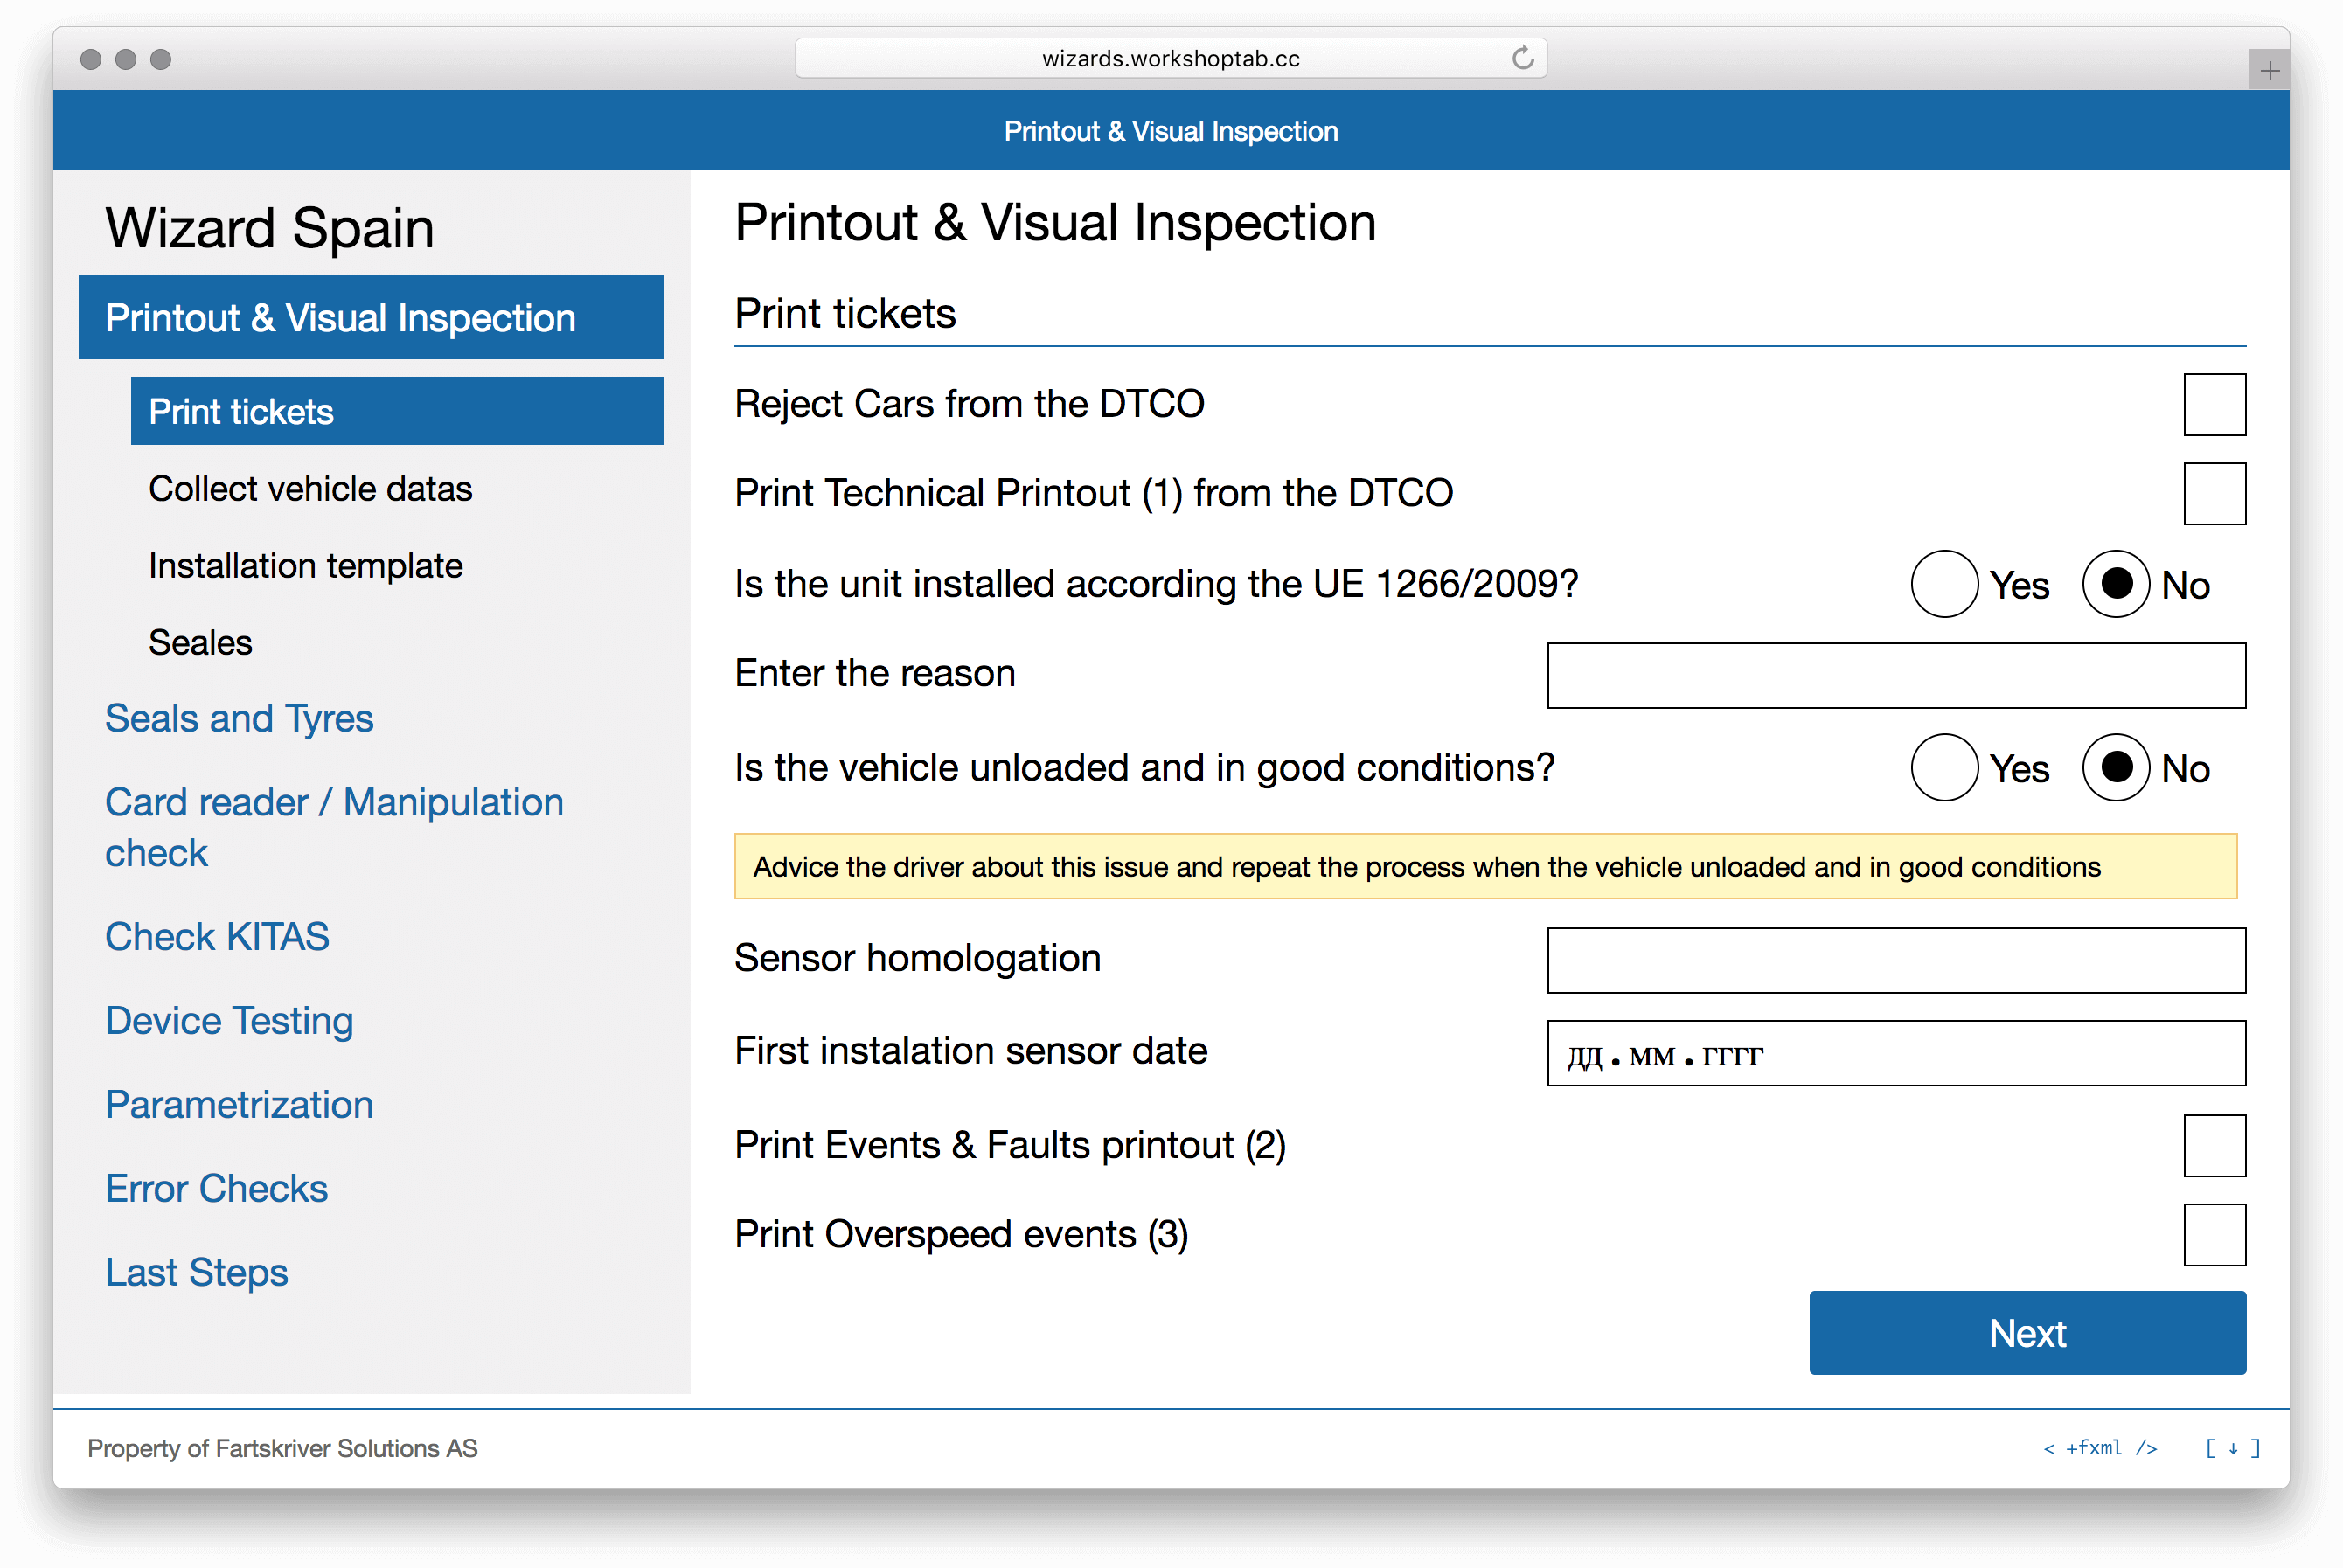 wizards.workshoptab.cc
Printout & Visual Inspection
Wizard Spain
Printout & Visual Inspection
Print tickets
Collect vehicle datas
Installation template
Seales
Seals and Tyres
Card reader / Manipulation
check
Check KITAS
Device Testing
Parametrization
Error Checks
Last Steps
Printout & Visual Inspection
Print tickets
Reject Cars from the DTCO
Print Technical Printout (1) from the DTCO
Is the unit installed according the UE 1266/2009? Yes No
Enter the reason
Is the vehicle unloaded and in good conditions? Yes No
Advice the driver about this issue and repeat the process when the vehicle unloaded and in good conditions
Sensor homologation
First instalation sensor date дд.мм.гггг
Print Events & Faults printout (2)
Print Overspeed events (3)
Next
Property of Fartskriver Solutions AS
< +fxml /> [ ↓ ]